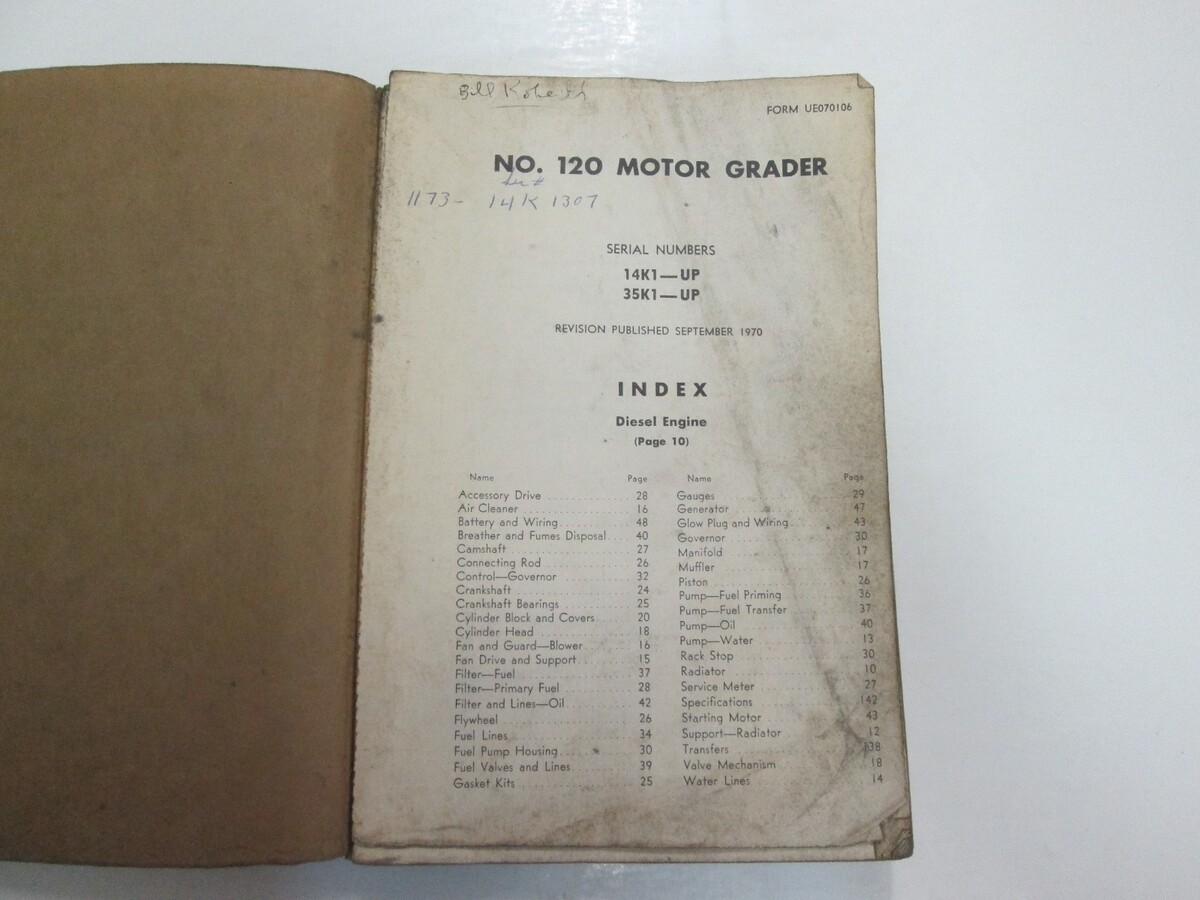 Bill
FORM UE070106
NO. 120 MOTOR GRADER
1173- 14K 1307
SERIAL NUMBERS
14K1—UP
35K1—UP
REVISION PUBLISHED SEPTEMBER 1970
INDEX
Diesel Engine
(Page 10)
Name Page
Accessory Drive 28
Air Cleaner 16
Battery and Wiring 48
Breather and Fumes Disposal 40
Camshaft 27
Connecting Rod 26
Control—Governor 32
Crankshaft 24
Crankshaft Bearings 25
Cylinder Block and Covers 20
Cylinder Head 18
Fan and Guard—Blower 16
Fan Drive and Support 15
Filter—Fuel 37
Filter—Primary Fuel 28
Filter and Lines—Oil 42
Flywheel 26
Fuel Lines 34
Fuel Pump Housing 30
Fuel Valves and Lines 39
Gasket Kits 25
Name Page
Gauges 29
Generator 47
Glow Plug and Wiring 43
Governor 30
Manifold 17
Muffler 17
Piston 26
Pump—Fuel Priming 36
Pump—Fuel Transfer 37
Pump—Oil 40
Pump—Water 13
Rack Stop 30
Radiator 10
Service Meter 27
Specifications 142
Starting Motor 43
Support—Radiator 12
Transfers 138
Valve Mechanism 18
Water Lines 14